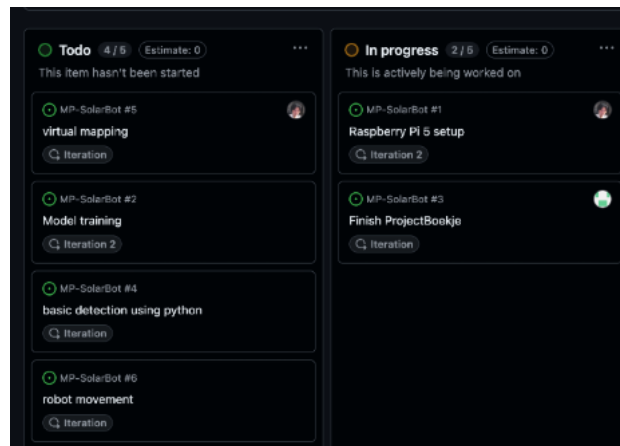 Todo 4 / 5 Estimate: 0 ...
This item hasn't been started
MP-SolarBot #5
virtual mapping
Iteration
MP-SolarBot #2
Model training
Iteration 2
MP-SolarBot #4
basic detection using python
Iteration
MP-SolarBot #6
robot movement
Iteration
In progress 2 / 5 Estimate: 0 ...
This is actively being worked on
MP-SolarBot #1
Raspberry Pi 5 setup
Iteration 2
MP-SolarBot #3
Finish ProjectBoekje
Iteration